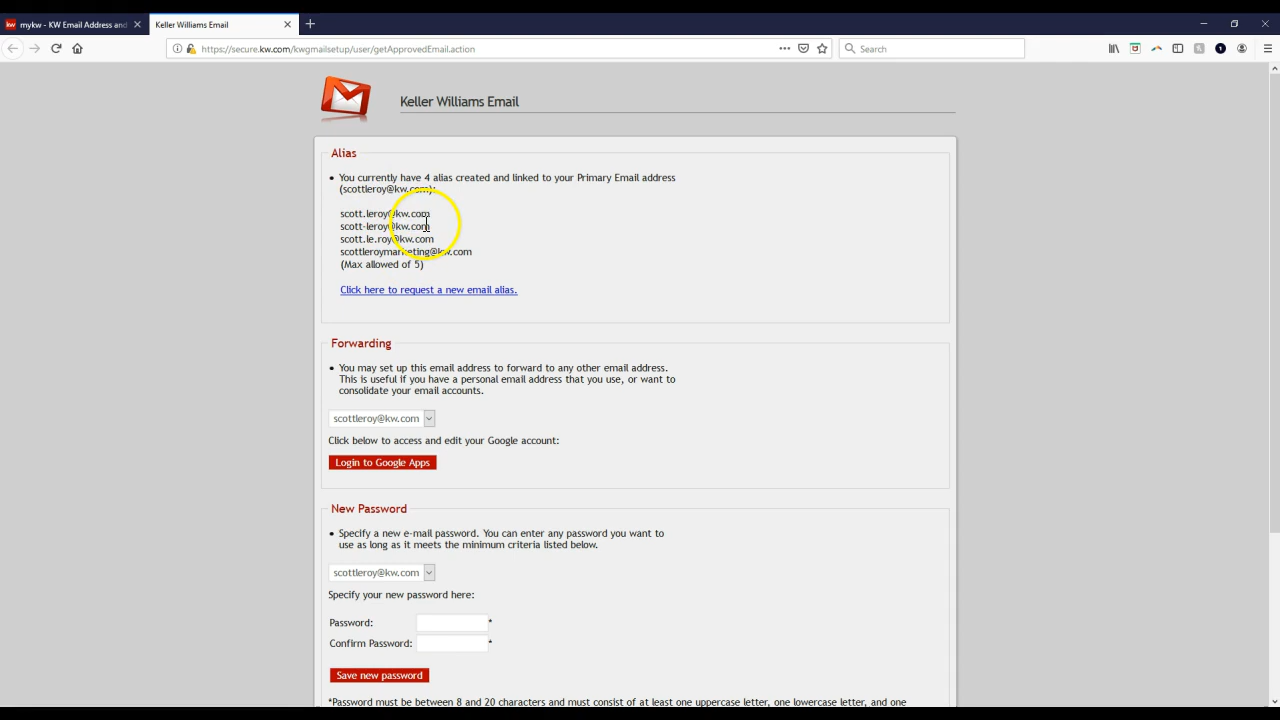 kw mykw - KW Email Address and
Keller Williams Email
https://secure.kw.com/kwgmailsetup/user/getApprovedEmail.action
Search
Keller Williams Email
Alias
You currently have 4 alias created and linked to your Primary Email address
(scottleroy@kw.com):
scott.leroy@kw.com
scott-leroy@kw.com
scott.le.roy@kw.com
scottleroymarketing@kw.com
(Max allowed of 5)
Click here to request a new email alias.
Forwarding
You may set up this email address to forward to any other email address.
This is useful if you have a personal email address that you use, or want to
consolidate your email accounts.
scottleroy@kw.com
Click below to access and edit your Google account:
Login to Google Apps
New Password
Specify a new e-mail password. You can enter any password you want to
use as long as it meets the minimum criteria listed below.
scottleroy@kw.com
Specify your new password here:
Password: *
Confirm Password: *
Save new password
*Password must be between 8 and 20 characters and must consist of at least one uppercase letter, one lowercase letter, and one